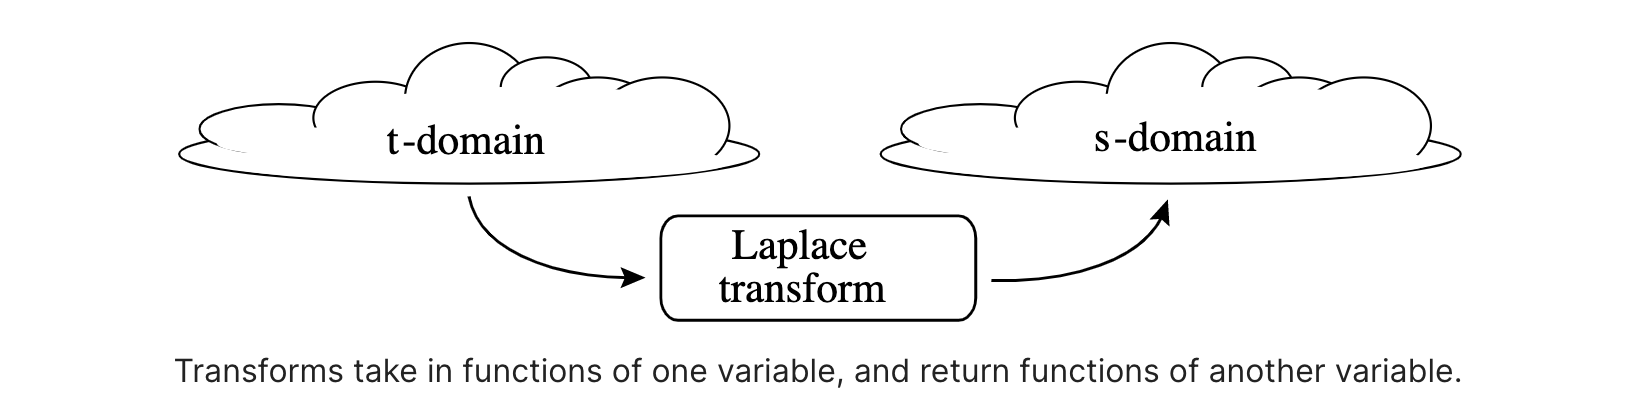 t-domain
s-domain
Laplace
transform
Transforms take in functions of one variable, and return functions of another variable.